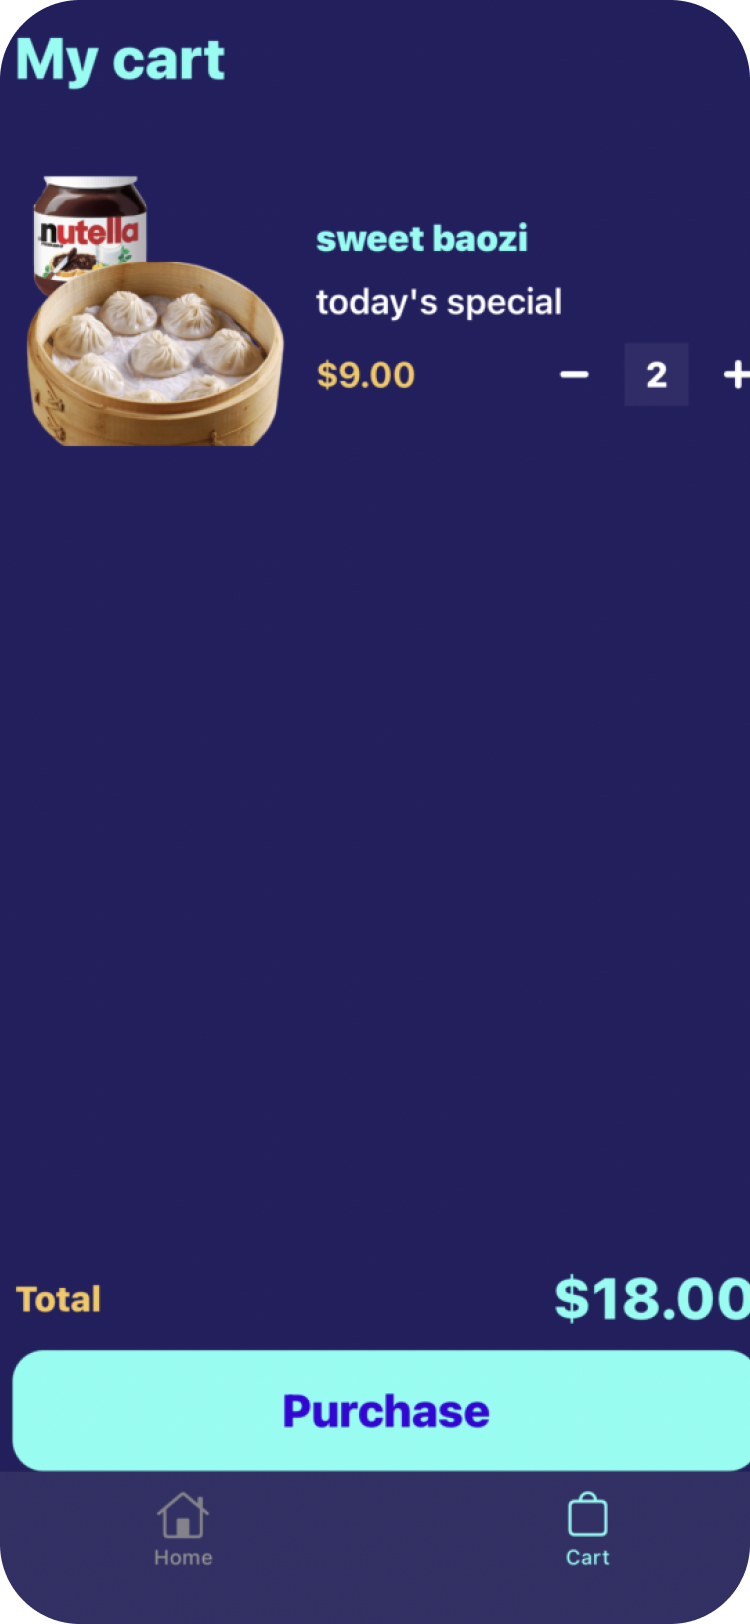 My cart
nutella
sweet baozi
today's special
$9.00 − 2 +
Total $18.00
Purchase
Home Cart